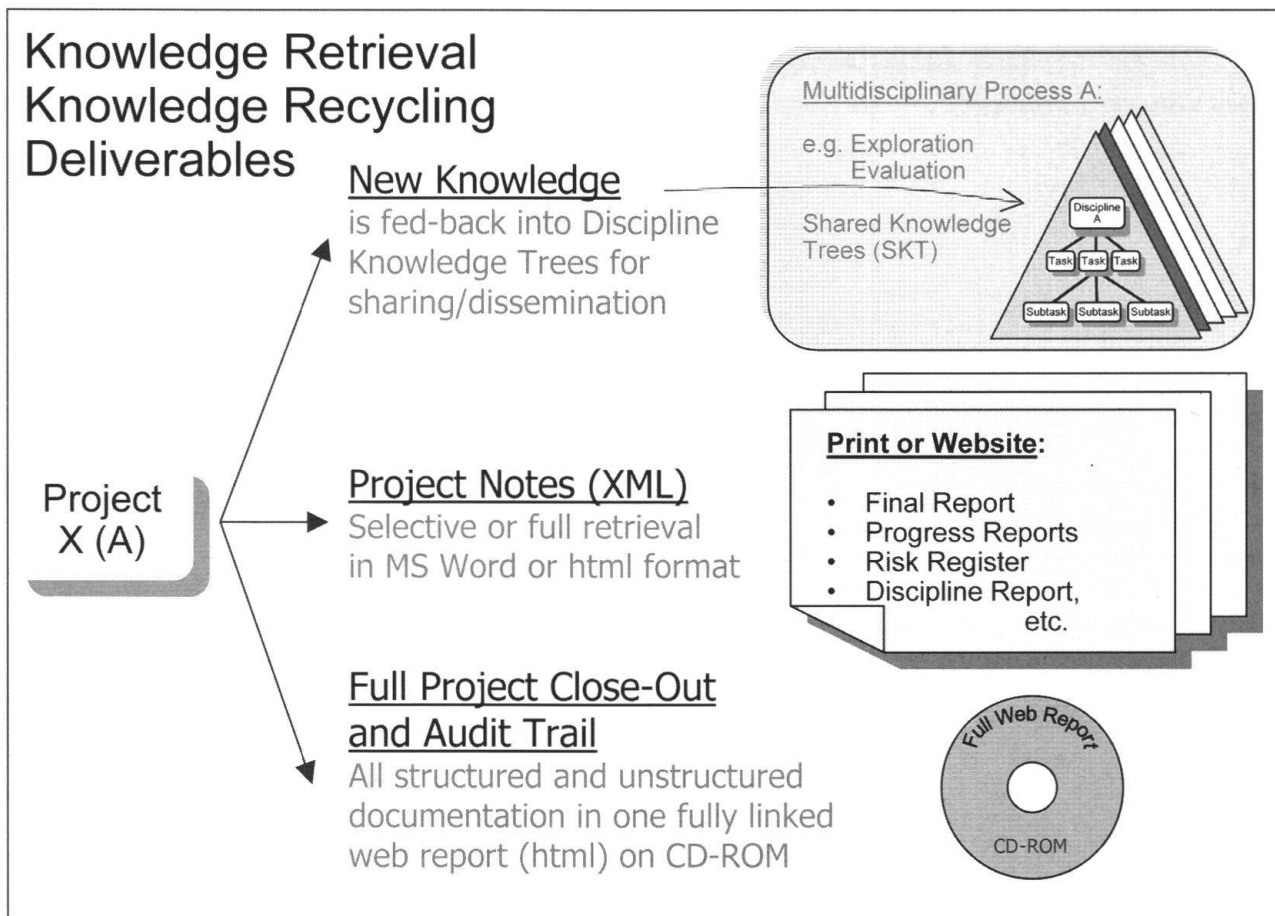 Knowledge Retrieval
Knowledge Recycling
Deliverables
New Knowledge
is fed-back into Discipline
Knowledge Trees for
sharing/dissemination
Multidisciplinary Process A:
e.g. Exploration
Evaluation
Shared Knowledge
Trees (SKT)
Discipline
A
Task Task Task
Subtask Subtask Subtask
Project
X (A)
Project Notes (XML)
Selective or full retrieval
in MS Word or html format
Print or Website:
• Final Report
• Progress Reports
• Risk Register
• Discipline Report,
etc.
Full Project Close-Out
and Audit Trail
All structured and unstructured
documentation in one fully linked
web report (html) on CD-ROM
Full Web Report
CD-ROM